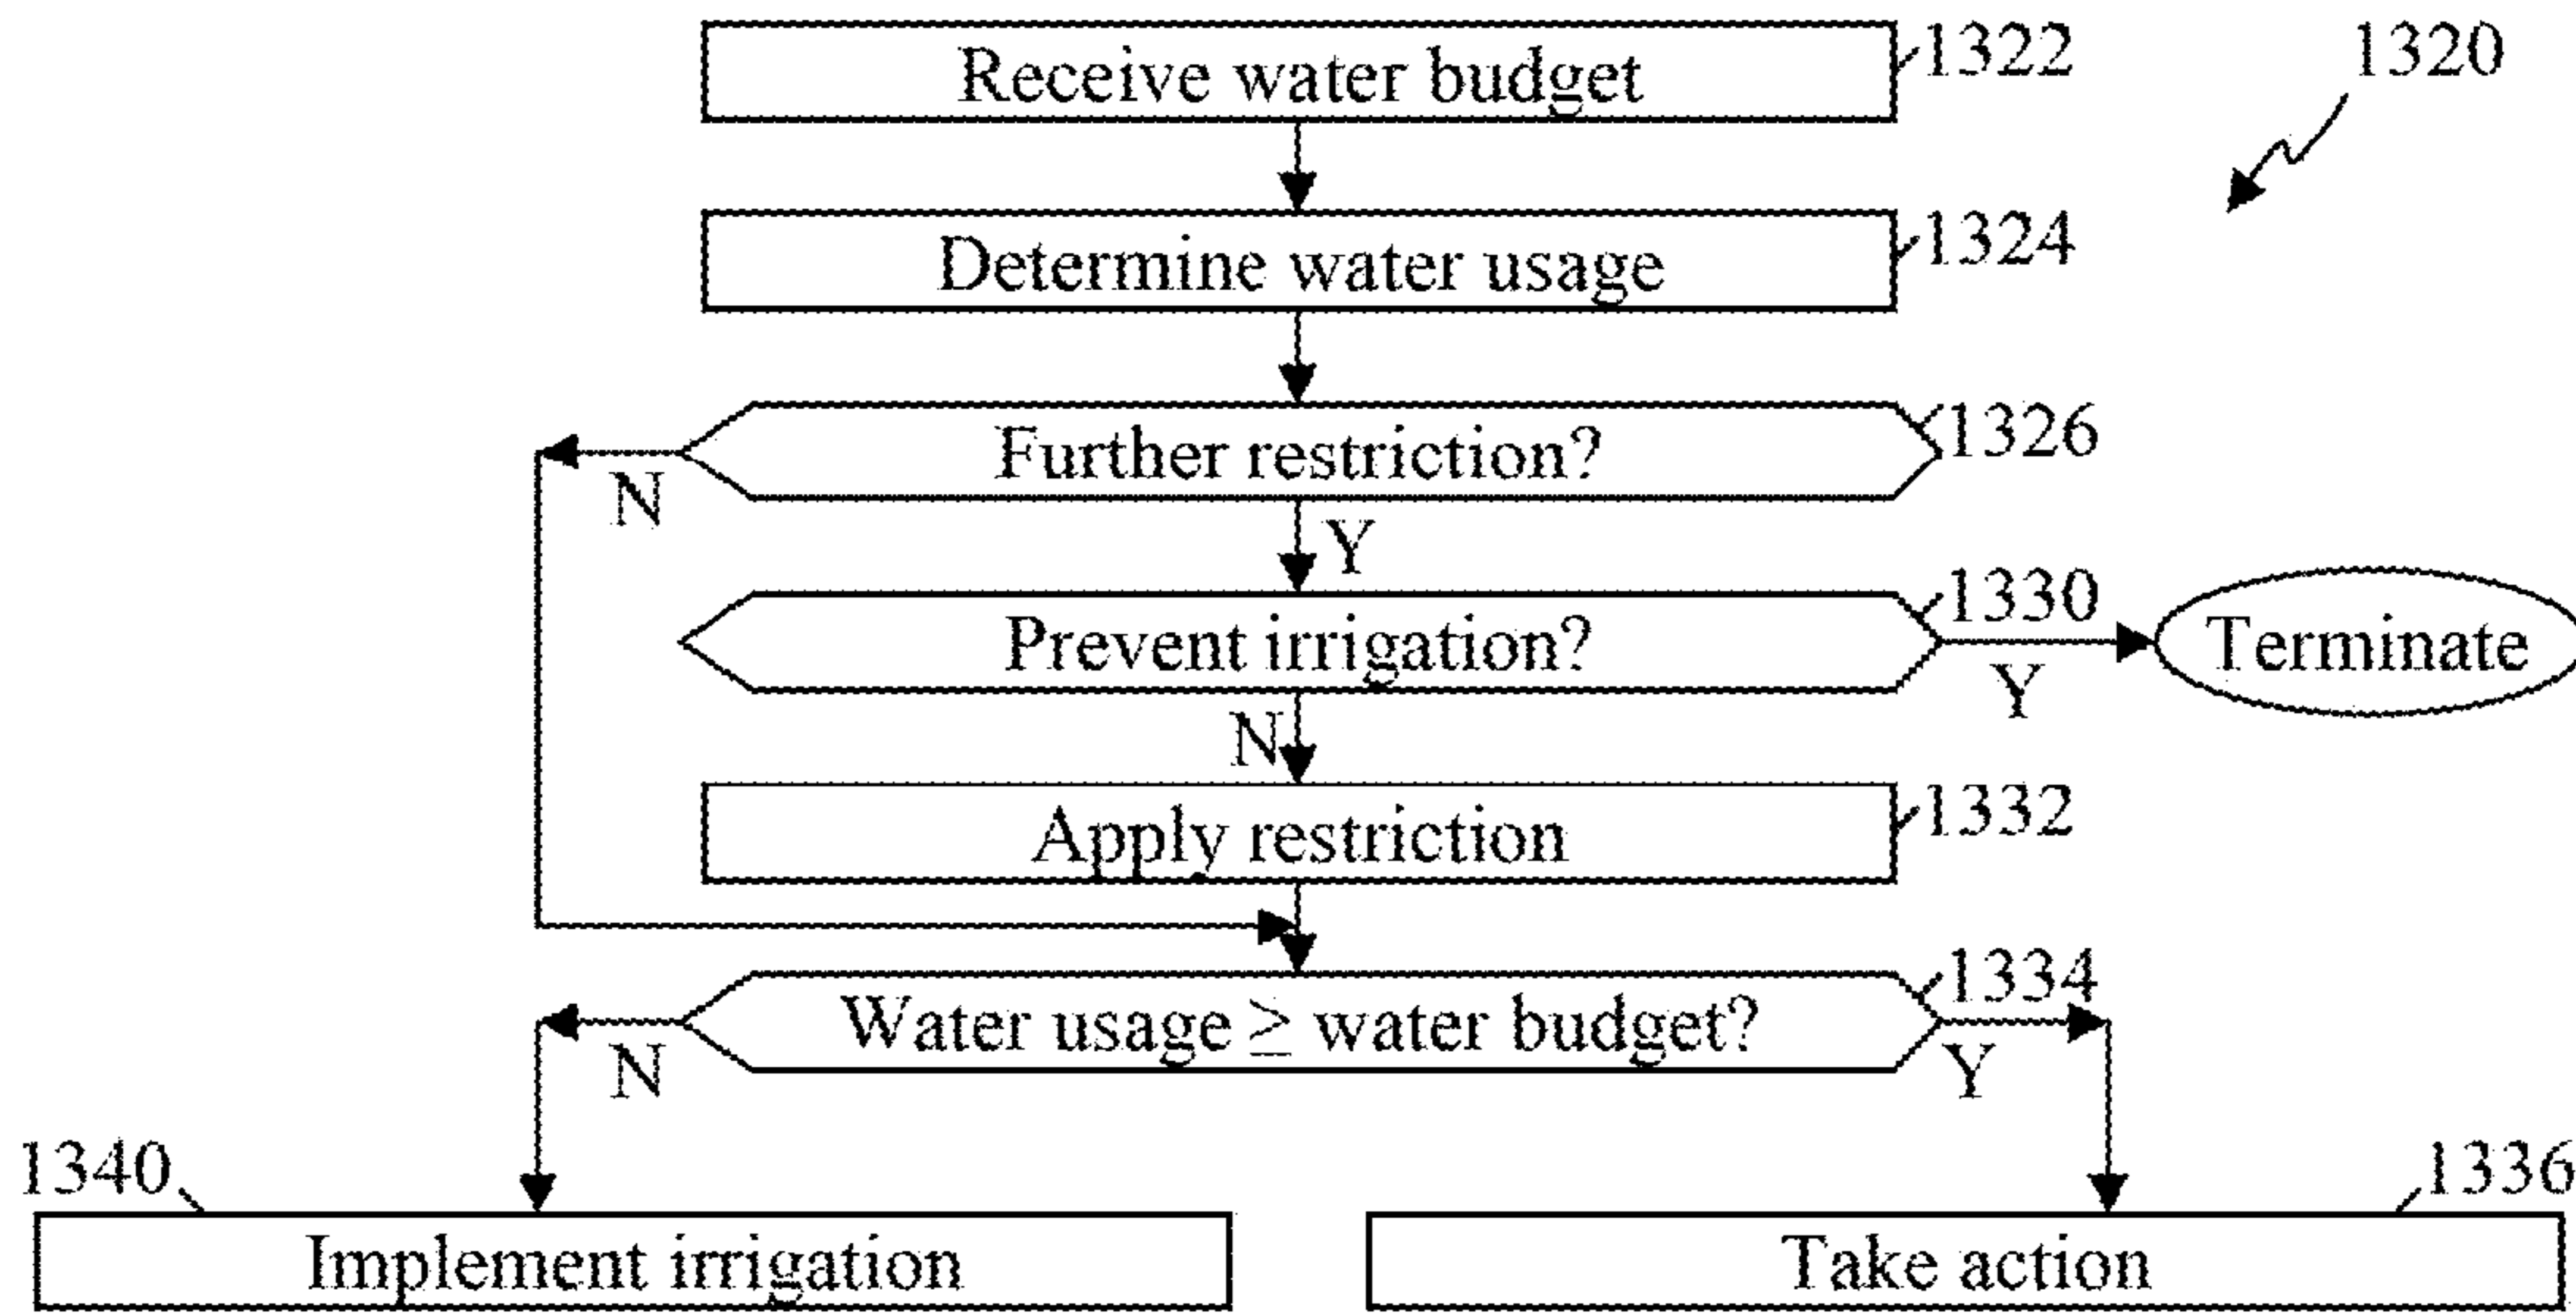 Receive water budget
1322
1320
Determine water usage
1324
Further restriction?
1326
N
Y
Prevent irrigation?
1330
Terminate
Y
N
Apply restriction
1332
Water usage ≥ water budget?
1334
N
Y
1340
1336
Implement irrigation
Take action